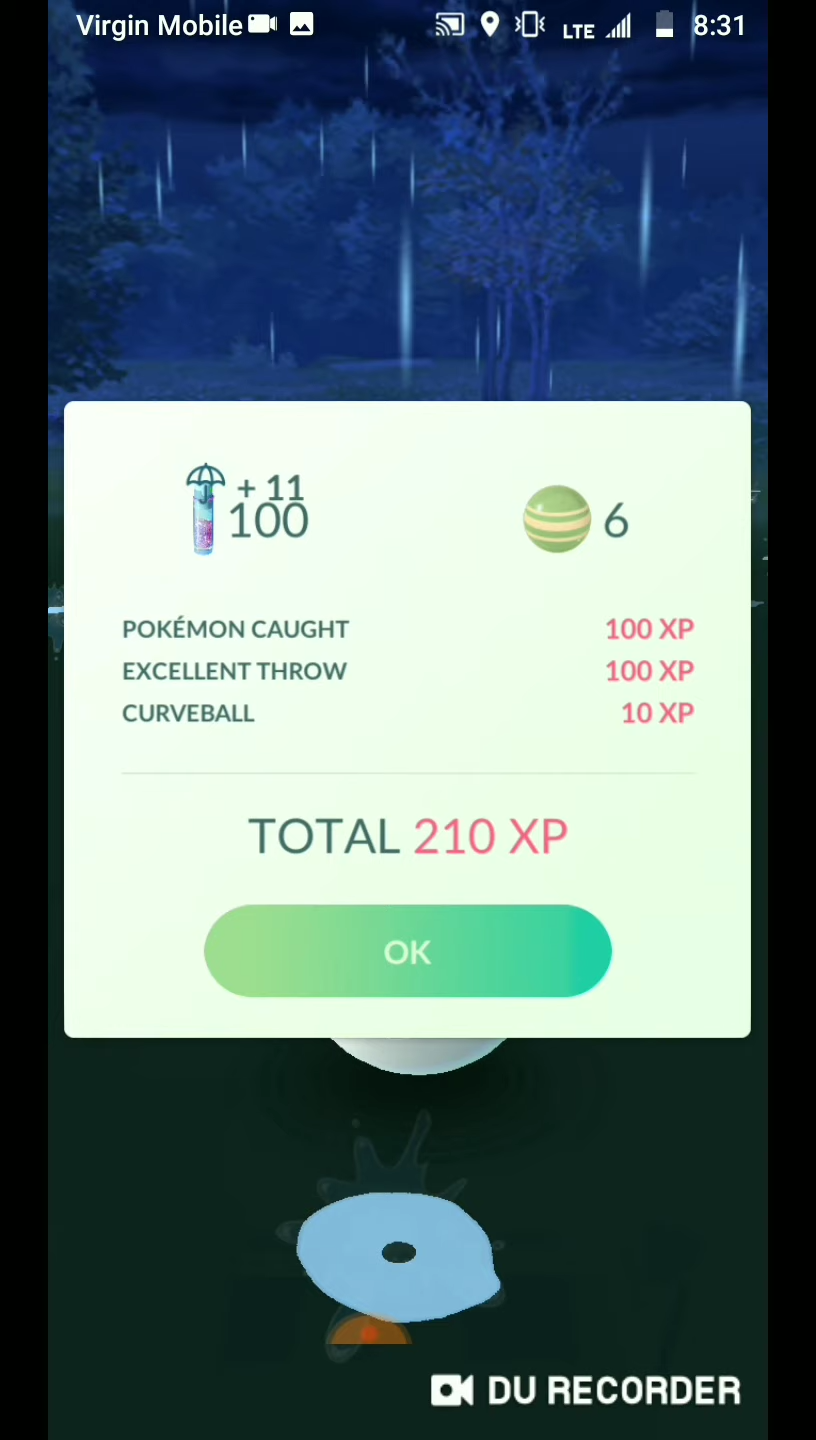 Virgin Mobile LTE 8:31
+ 11
100 6
POKÉMON CAUGHT 100 XP
EXCELLENT THROW 100 XP
CURVEBALL 10 XP
TOTAL 210 XP
OK
DU RECORDER